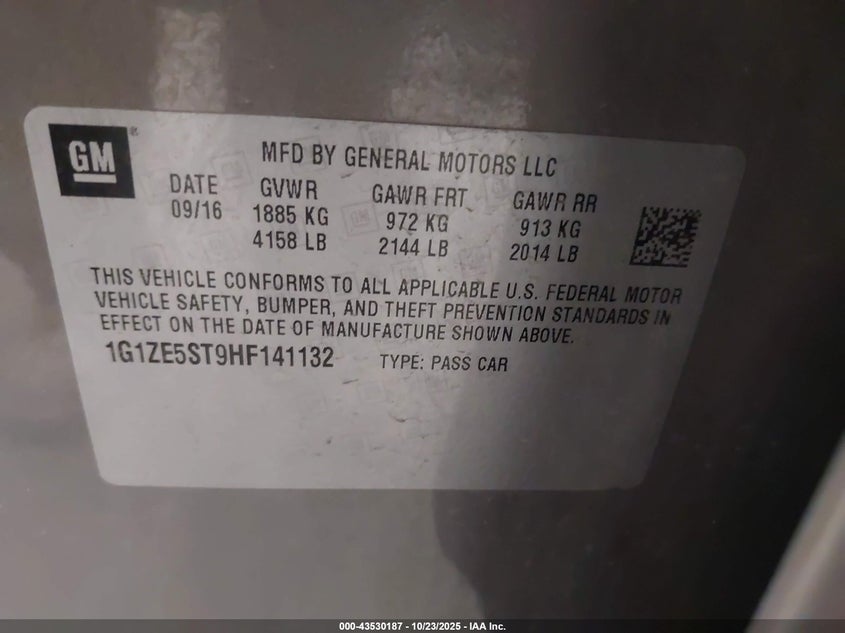 GM
MFD BY GENERAL MOTORS LLC
DATE GVWR GAWR FRT GAWR RR
09/16 1885 KG 972 KG 913 KG
4158 LB 2144 LB 2014 LB
THIS VEHICLE CONFORMS TO ALL APPLICABLE U.S. FEDERAL MOTOR
VEHICLE SAFETY, BUMPER, AND THEFT PREVENTION STANDARDS IN
EFFECT ON THE DATE OF MANUFACTURE SHOWN ABOVE.
1G1ZE5ST9HF141132 TYPE: PASS CAR
000-43530187 - 10/23/2025 - IAA Inc.